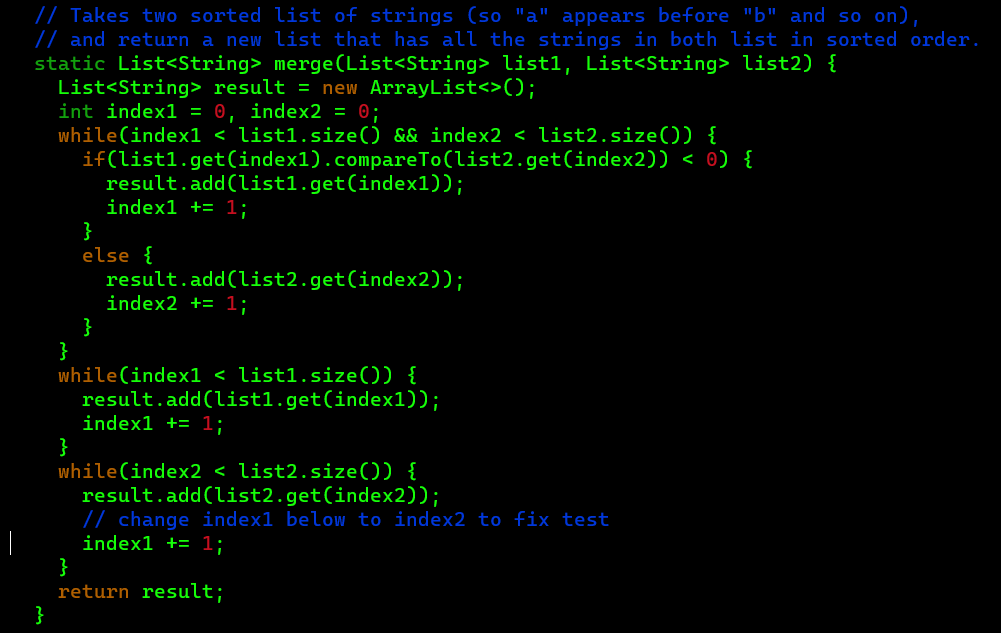 // Takes two sorted list of strings (so "a" appears before "b" and so on),
// and return a new list that has all the strings in both list in sorted order.
static List<String> merge(List<String> list1, List<String> list2) {
  List<String> result = new ArrayList<>();
  int index1 = 0, index2 = 0;
  while(index1 < list1.size() && index2 < list2.size()) {
    if(list1.get(index1).compareTo(list2.get(index2)) < 0) {
      result.add(list1.get(index1));
      index1 += 1;
    }
    else {
      result.add(list2.get(index2));
      index2 += 1;
    }
  }
  while(index1 < list1.size()) {
    result.add(list1.get(index1));
    index1 += 1;
  }
  while(index2 < list2.size()) {
    result.add(list2.get(index2));
    // change index1 below to index2 to fix test
    index1 += 1;
  }
  return result;
}